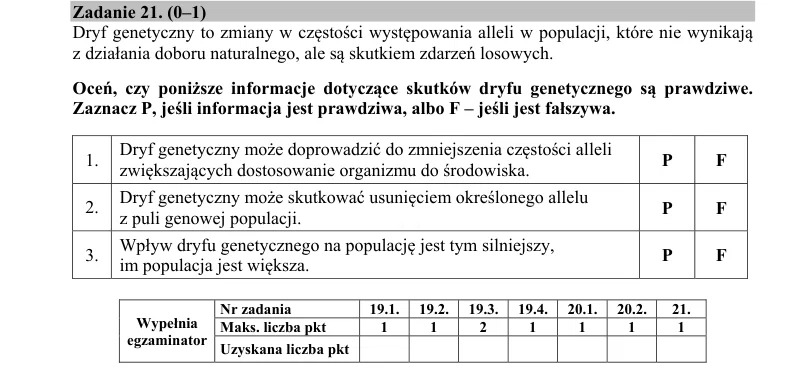 Zadanie 21. (0–1)
Dryf genetyczny to zmiany w częstości występowania alleli w populacji, które nie wynikają
z działania doboru naturalnego, ale są skutkiem zdarzeń losowych.
Oceń, czy poniższe informacje dotyczące skutków dryfu genetycznego są prawdziwe.
Zaznacz P, jeśli informacja jest prawdziwa, albo F – jeśli jest fałszywa.
1. Dryf genetyczny może doprowadzić do zmniejszenia częstości alleli
zwiększających dostosowanie organizmu do środowiska. P F
2. Dryf genetyczny może skutkować usunięciem określonego allelu
z puli genowej populacji. P F
3. Wpływ dryfu genetycznego na populację jest tym silniejszy,
im populacja jest większa. P F
Wypełnia egzaminator
Nr zadania 19.1. 19.2. 19.3. 19.4. 20.1. 20.2. 21.
Maks. liczba pkt 1 1 2 1 1 1 1
Uzyskana liczba pkt